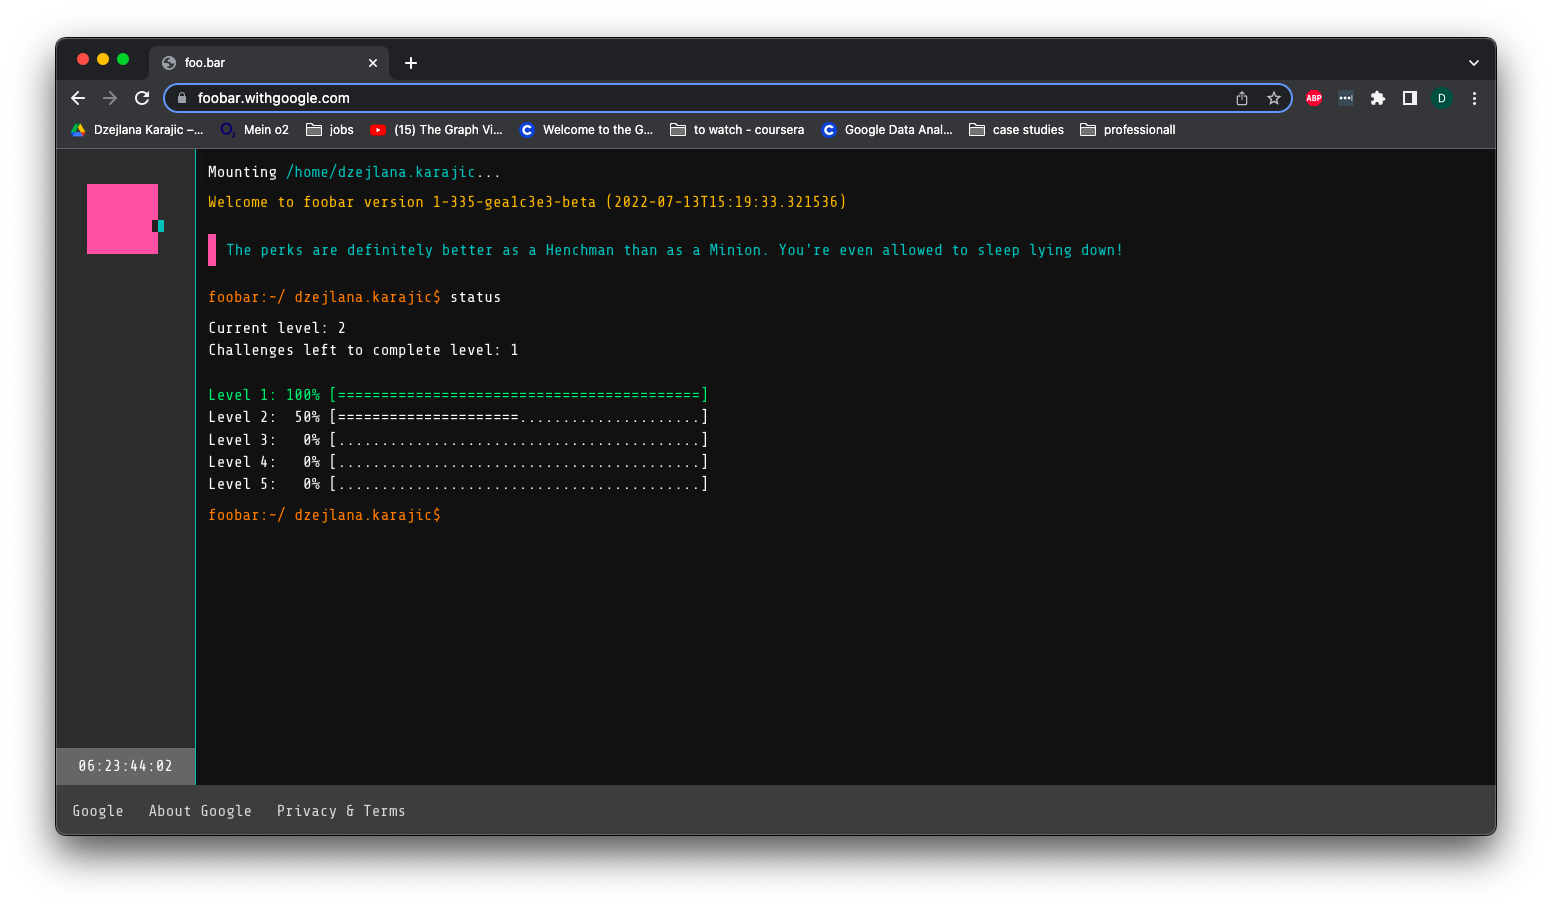 foo.bar
foobar.withgoogle.com
ABP
D
Dzejlana Karajic –...
O2
Mein o2
jobs
(15) The Graph Vi...
C
Welcome to the G...
to watch - coursera
C
Google Data Anal...
case studies
professionall
Mounting /home/dzejlana.karajic...
Welcome to foobar version 1-335-gea1c3e3-beta (2022-07-13T15:19:33.321536)
The perks are definitely better as a Henchman than as a Minion. You're even allowed to sleep lying down!
foobar:~/ dzejlana.karajic$ status
Current level: 2
Challenges left to complete level: 1
Level 1: 100% [==========================================]
Level 2:  50% [=====================.....................]
Level 3:   0% [..........................................]
Level 4:   0% [..........................................]
Level 5:   0% [..........................................]
foobar:~/ dzejlana.karajic$
06:23:44:02
Google About Google Privacy & Terms